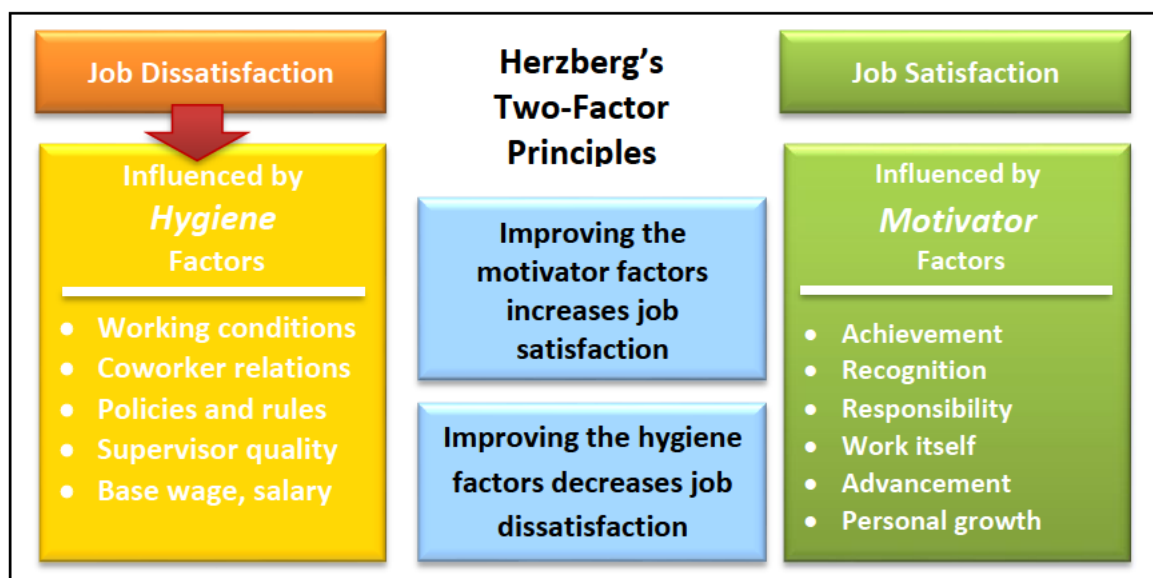 Job Dissatisfaction
Influenced by
Hygiene
Factors
● Working conditions
● Coworker relations
● Policies and rules
● Supervisor quality
● Base wage, salary
Herzberg’s
Two-Factor
Principles
Improving the
motivator factors
increases job
satisfaction
Improving the hygiene
factors decreases job
dissatisfaction
Job Satisfaction
Influenced by
Motivator
Factors
● Achievement
● Recognition
● Responsibility
● Work itself
● Advancement
● Personal growth